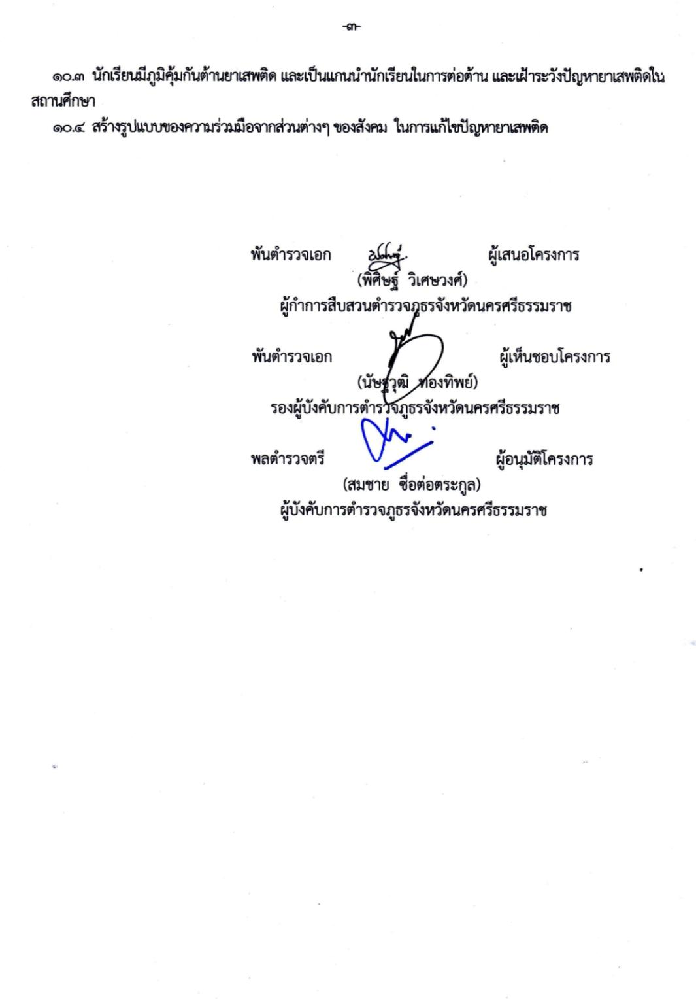 -๓-
๑๐.๓ นักเรียนมีภูมิคุ้มกันต้านยาเสพติด และเป็นแกนนำนักเรียนในการต่อต้าน และเฝ้าระวังปัญหายาเสพติดใน
สถานศึกษา
๑๐.๔ สร้างรูปแบบของความร่วมมือจากส่วนต่างๆ ของสังคม ในการแก้ไขปัญหายาเสพติด
พันตำรวจเอก ผู้เสนอโครงการ
(พิศิษฐ์ วิเศษวงศ์)
ผู้กำการสืบสวนตำรวจภูธรจังหวัดนครศรีธรรมราช
พันตำรวจเอก ผู้เห็นชอบโครงการ
(นัษฐวุฒิ ทองทิพย์)
รองผู้บังคับการตำรวจภูธรจังหวัดนครศรีธรรมราช
พลตำรวจตรี ผู้อนุมัติโครงการ
(สมชาย ซื่อต่อตระกูล)
ผู้บังคับการตำรวจภูธรจังหวัดนครศรีธรรมราช